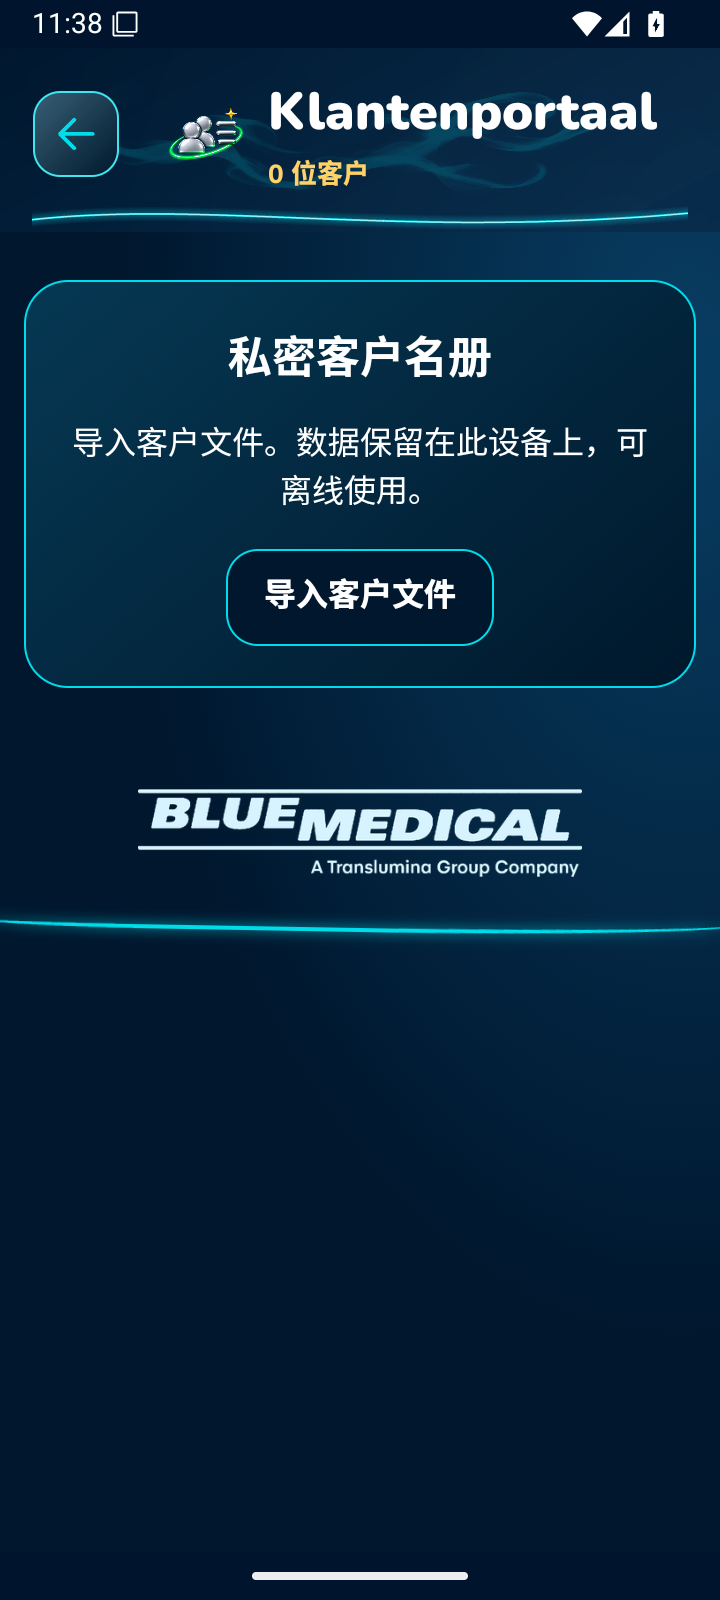 11:38
Klantenportaal
0 位客户
私密客户名册
导入客户文件。数据保留在此设备上，可
离线使用。
导入客户文件
BLUEMEDICAL
A Translumina Group Company